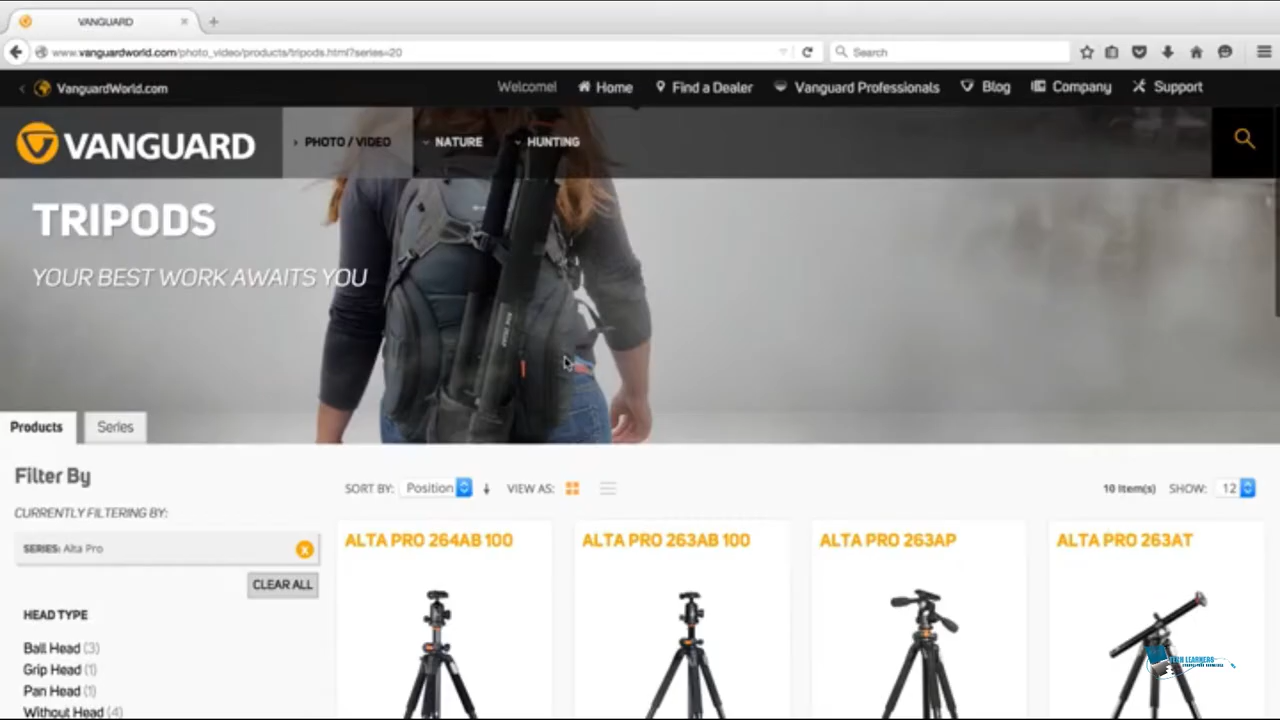 VANGUARD
www.vanguardworld.com/photo_video/products/tripods.html?series=20
Search
VanguardWorld.com
Welcome!
Home
Find a Dealer
Vanguard Professionals
Blog
Company
Support
VANGUARD
PHOTO / VIDEO
NATURE
HUNTING
TRIPODS
YOUR BEST WORK AWAITS YOU
Products
Series
Filter By
SORT BY: Position
VIEW AS:
10 Item(s)
SHOW: 12
CURRENTLY FILTERING BY:
SERIES: Alta Pro
CLEAR ALL
HEAD TYPE
Ball Head (3)
Grip Head (1)
Pan Head (1)
Without Head (4)
ALTA PRO 264AB 100
ALTA PRO 263AB 100
ALTA PRO 263AP
ALTA PRO 263AT